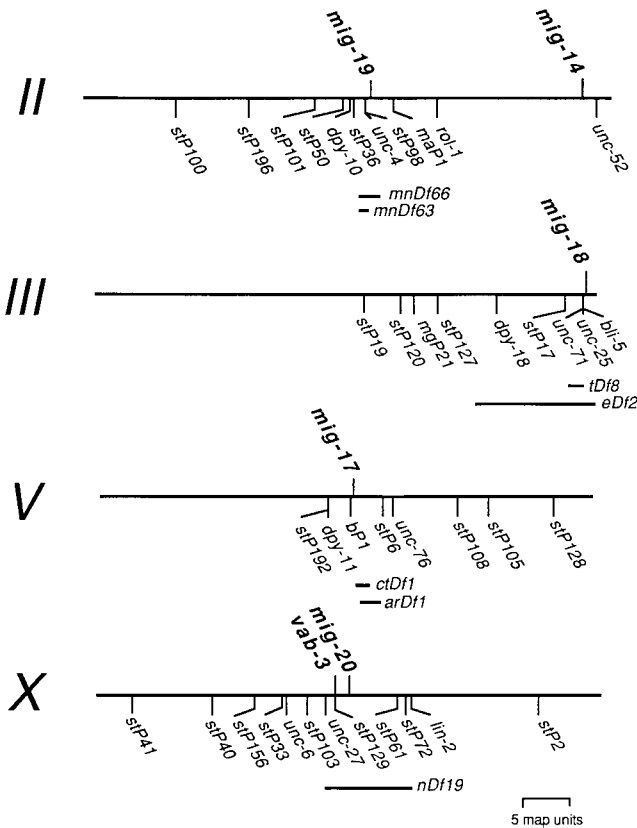 II
mig-19
mig-14
stP100
stP196
stP101
stP50
dpy-10
stP36
unc-4
stP98
maP1
rol-1
unc-52
mnDf66
mnDf63
III
mig-18
stP19
stP120
mgP21
stP127
dpy-18
stP17
unc-71
unc-25
bli-5
tDf8
eDf2
V
mig-17
stP192
dpy-11
bP1
stP6
unc-76
stP108
stP105
stP128
ctDf1
arDf1
X
vab-3
mig-20
stP41
stP40
stP156
stP33
unc-6
stP103
unc-27
stP129
stP61
stP72
lin-2
stP2
nDf19
5 map units